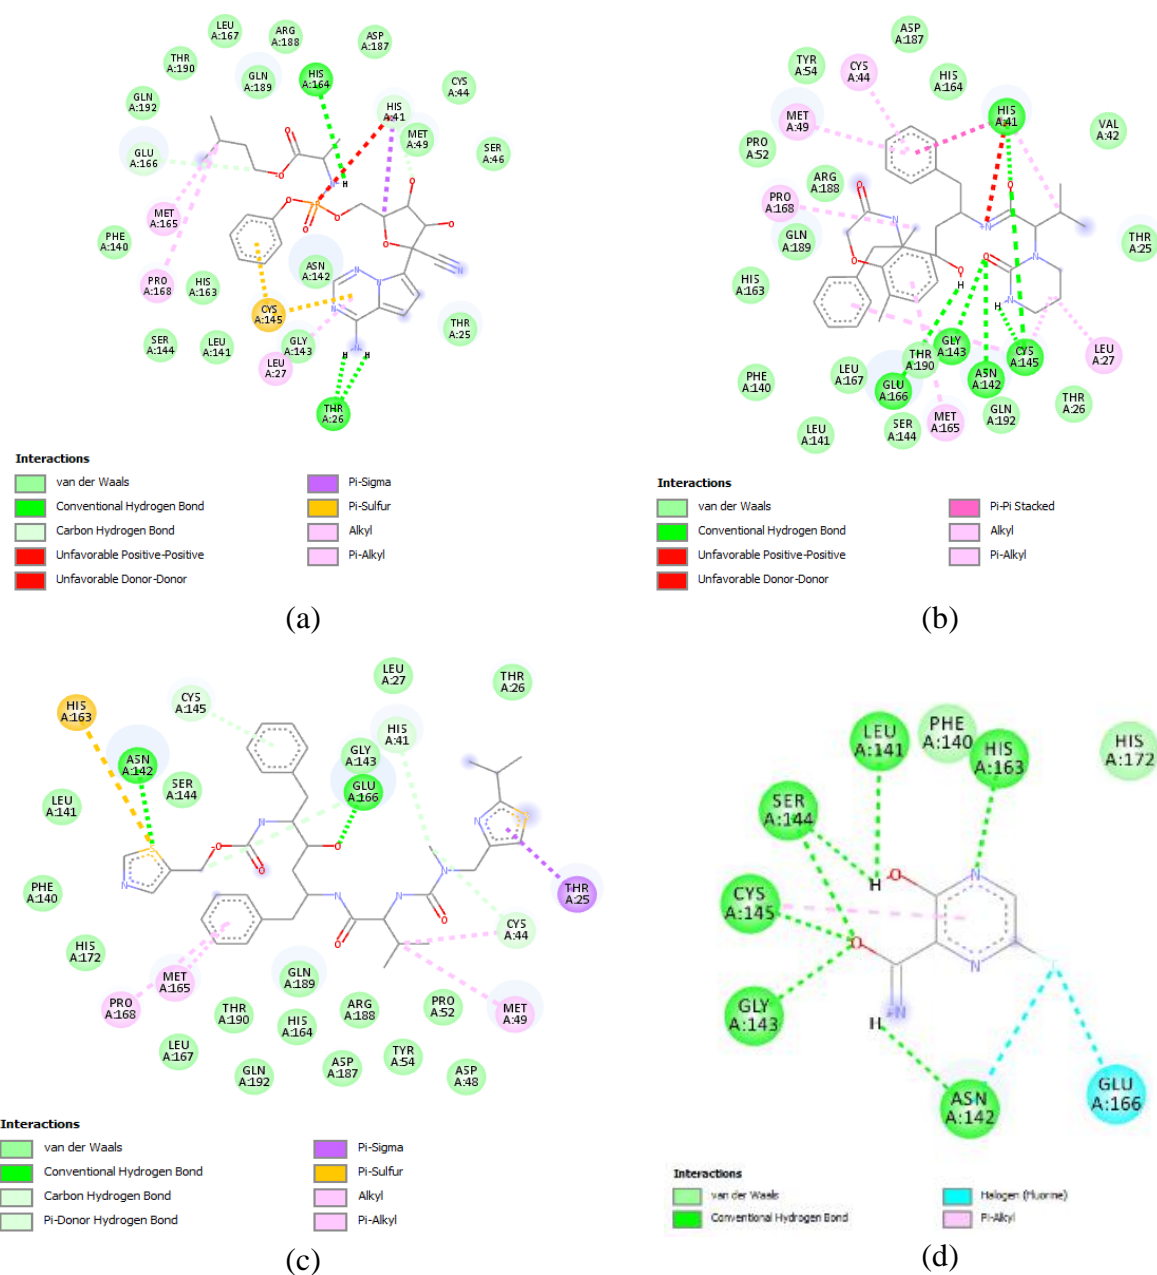 LEU
A:167
ARG
A:188
ASP
A:187
THR
A:190
GLN
A:189
HIS
A:164
CYS
A:44
GLN
A:192
HIS
A:41
MET
A:49
SER
A:46
GLU
A:166
H
N
O
O
P
O
O
O
O
O
O
N
MET
A:165
PHE
A:140
ASN
A:142
PRO
A:168
HIS
A:163
CYS
A:145
N
N
N
THR
A:25
SER
A:144
LEU
A:141
GLY
A:143
LEU
A:27
H
N
H
THR
A:26
Interactions
van der Waals
Conventional Hydrogen Bond
Carbon Hydrogen Bond
Unfavorable Positive-Positive
Unfavorable Donor-Donor
Pi-Sigma
Pi-Sulfur
Alkyl
Pi-Alkyl
(a)
ASP
A:187
TYR
A:54
CYS
A:44
HIS
A:164
MET
A:49
HIS
A:41
VAL
A:42
PRO
A:52
ARG
A:188
PRO
A:168
O
N
O
N
O
N
O
N
H
O
H
GLN
A:189
THR
A:25
HIS
A:163
GLY
A:143
THR
A:190
CYS
A:145
LEU
A:27
PHE
A:140
LEU
A:167
GLU
A:166
ASN
A:142
THR
A:26
LEU
A:141
SER
A:144
MET
A:165
GLN
A:192
Interactions
van der Waals
Conventional Hydrogen Bond
Unfavorable Positive-Positive
Unfavorable Donor-Donor
Pi-Pi Stacked
Alkyl
Pi-Alkyl
(b)
LEU
A:27
THR
A:26
HIS
A:163
CYS
A:145
HIS
A:41
ASN
A:142
SER
A:144
GLY
A:143
GLU
A:166
LEU
A:141
N
S
N
O
O
N
O
N
O
N
O
N
S
THR
A:25
PHE
A:140
CYS
A:44
HIS
A:172
MET
A:165
GLN
A:189
PRO
A:168
THR
A:190
HIS
A:164
ARG
A:188
PRO
A:52
MET
A:49
LEU
A:167
GLN
A:192
ASP
A:187
TYR
A:54
ASP
A:48
Interactions
van der Waals
Conventional Hydrogen Bond
Carbon Hydrogen Bond
Pi-Donor Hydrogen Bond
Pi-Sigma
Pi-Sulfur
Alkyl
Pi-Alkyl
(c)
LEU
A:141
PHE
A:140
HIS
A:163
HIS
A:172
SER
A:144
H
O
N
CYS
A:145
O
N
GLY
A:143
N
H
ASN
A:142
GLU
A:166
Interactions
van der Waals
Conventional Hydrogen Bond
Halogen (Fluorine)
Pi-Alkyl
(d)